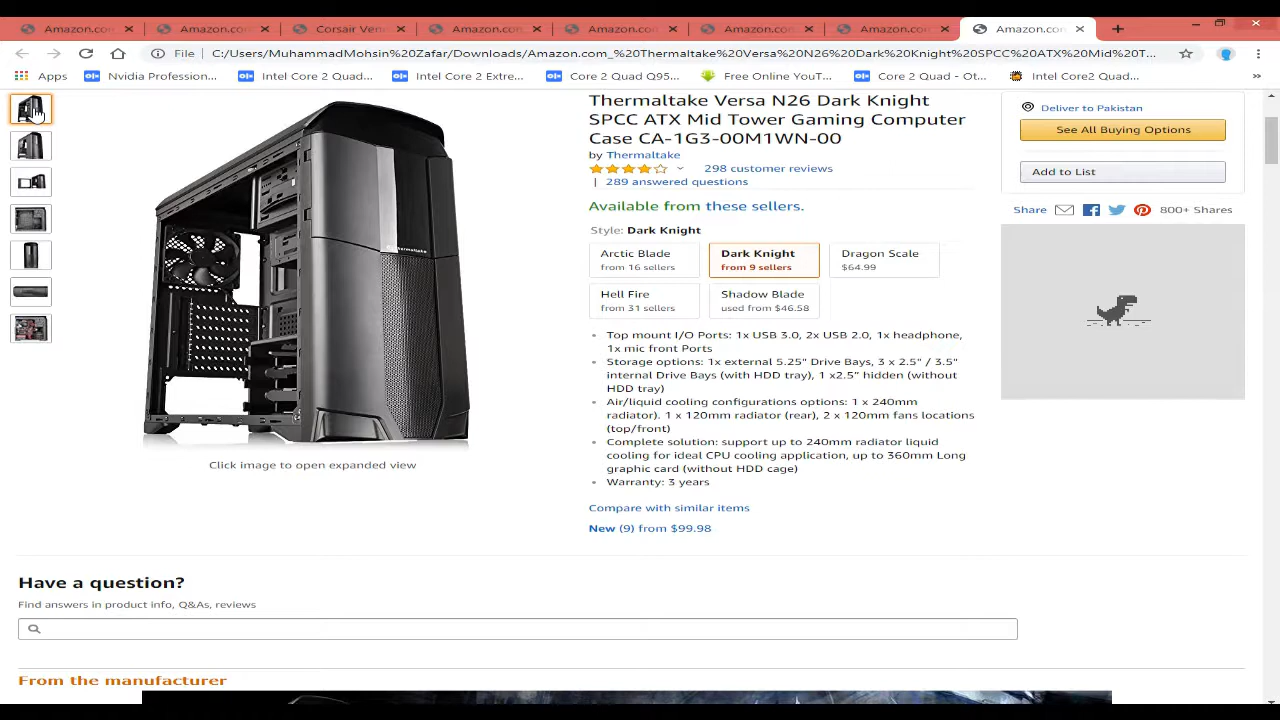 Amazon.co
Amazon.co
Corsair Ven
Amazon.con
Amazon.con
Amazon.co
Amazon.con
Amazon.co
File
C:/Users/MuhammadMohsin%20Zafar/Downloads/Amazon.com_%20Thermaltake%20Versa%20N26%20Dark%20Knight%20SPCC%20ATX%20Mid%20T...
Apps
Nvidia Procession...
Intel Core 2 Quad...
Intel Core 2 Extre...
Core 2 Quad Q95...
FreeOnline YouT...
Core 2 Quad - Ot...
Intel Core2 Quad...
»
Thermaltake Versa N26 Dark Knight
SPCC ATX Mid Tower Gaming Computer
Case CA-1G3-00M1WN-00
by Thermaltake
298 customer reviews
| 289 answered questions
Available from these sellers.
Style: Dark Knight
Arctic Blade
from 16 sellers
Dark Knight
from 9 sellers
Dragon Scale
$64.99
Hell Fire
from 31 sellers
Shadow Blade
used from $46.58
• Top mount I/O Ports: 1x USB 3.0, 2x USB 2.0, 1x headphone,
1x mic front Ports
• Storage options: 1x external 5.25" Drive Bays, 3 x 2.5" / 3.5"
internal Drive Bays (with HDD tray), 1 x2.5" hidden (without
HDD tray)
• Air/liquid cooling configurations options: 1 x 240mm
radiator). 1 x 120mm radiator (rear), 2 x 120mm fans locations
(top/front)
• Complete solution: support up to 240mm radiator liquid
cooling for ideal CPU cooling application, up to 360mm Long
graphic card (without HDD cage)
• Warranty: 3 years
Compare with similar items
New (9) from $99.98
Deliver to Pakistan
See All Buying Options
Add to List
Share
800+ Shares
Thermaltake
Click image to open expanded view
Have a question?
Find answers in product info, Q&As, reviews
From the manufacturer